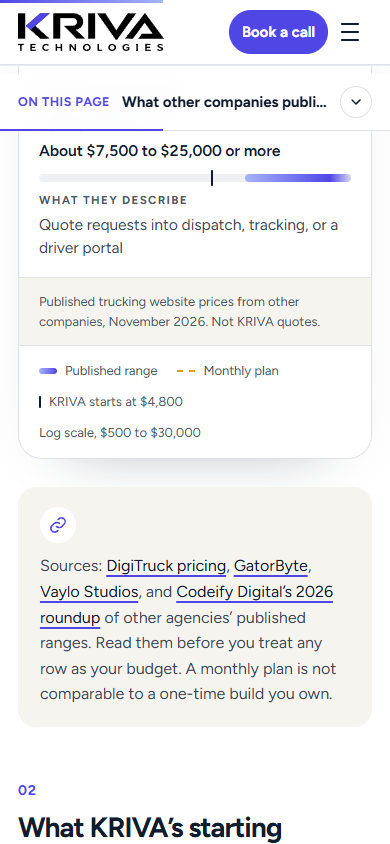 KRIVA
TECHNOLOGIES
Book a call
ON THIS PAGE What other companies publi...
About $7,500 to $25,000 or more
WHAT THEY DESCRIBE
Quote requests into dispatch, tracking, or a
driver portal
Published trucking website prices from other
companies, November 2026. Not KRIVA quotes.
Published range Monthly plan
KRIVA starts at $4,800
Log scale, $500 to $30,000
Sources: DigiTruck pricing, GatorByte,
Vaylo Studios, and Codeify Digital’s 2026
roundup of other agencies’ published
ranges. Read them before you treat any
row as your budget. A monthly plan is not
comparable to a one-time build you own.
02
What KRIVA’s starting